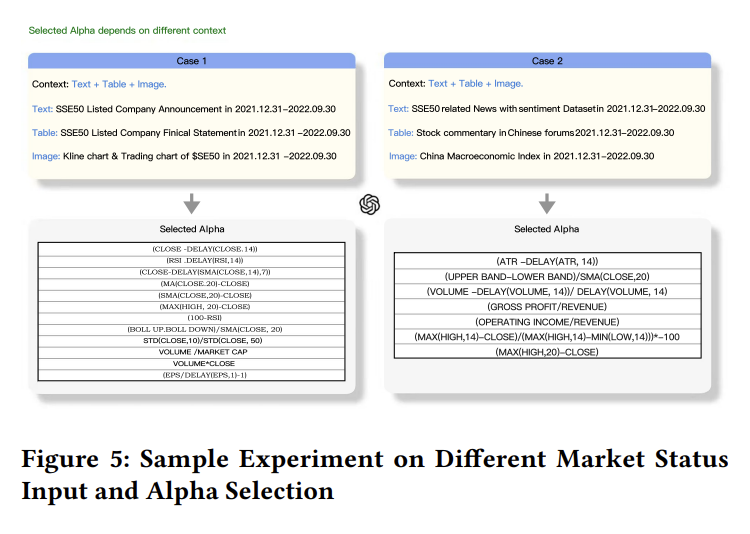 Selected Alpha depends on different context
Case 1
Context: Text + Table + Image.
Text: SSE50 Listed Company Announcement in 2021.12.31-2022.09.30
Table: SSE50 Listed Company Finical Statement in 2021.12.31 -2022.09.30
Image: Kline chart & Trading chart of $SE50 in 2021.12.31 -2022.09.30
Selected Alpha
(CLOSE -DELAY(CLOSE.14))
(RSI .DELAY(RSI,14))
(CLOSE-DELAY(SMA(CLOSE,14),7))
(MA(CLOSE.20)-CLOSE)
(SMA(CLOSE,20)-CLOSE)
(MAX(HIGH, 20)-CLOSE)
(100-RSI)
(BOLL UP.BOLL DOWN)/SMA(CLOSE, 20)
STD(CLOSE,10)/STD(CLOSE, 50)
VOLUME /MARKET CAP
VOLUME*CLOSE
(EPS/DELAY(EPS,1)-1)
Case 2
Context: Text + Table + Image.
Text: SSE50 related News with sentiment Dataset in 2021.12.31-2022.09.30
Table: Stock commentary in Chinese forums 2021.12.31-2022.09.30
Image: China Macroeconomic Index in 2021.12.31-2022.09.30
Selected Alpha
(ATR -DELAY(ATR, 14))
(UPPER BAND-LOWER BAND)/SMA(CLOSE,20)
(VOLUME -DELAY(VOLUME, 14))/ DELAY(VOLUME, 14)
(GROSS PROFIT/REVENUE)
(OPERATING INCOME/REVENUE)
(MAX(HIGH,14)-CLOSE)/(MAX(HIGH,14)-MIN(LOW,14)))*-100
(MAX(HIGH,20)-CLOSE)
Figure 5: Sample Experiment on Different Market Status
Input and Alpha Selection